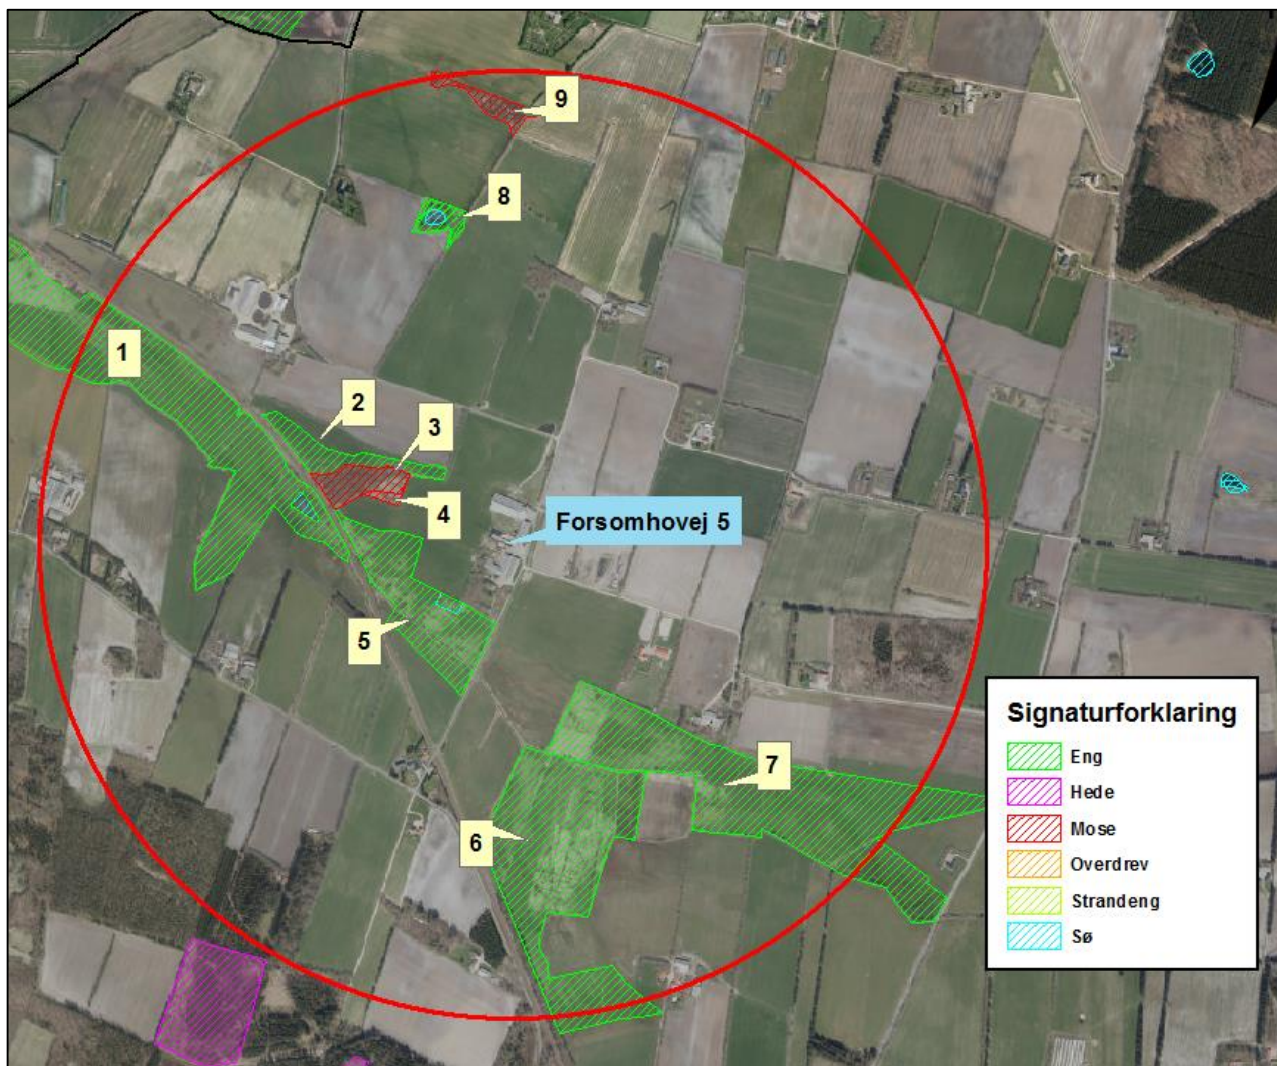 9
8
1
2
3
4
Forsomhovej 5
5
7
6
Signaturforklaring
Eng
Hede
Mose
Overdrev
Strandeng
Sø